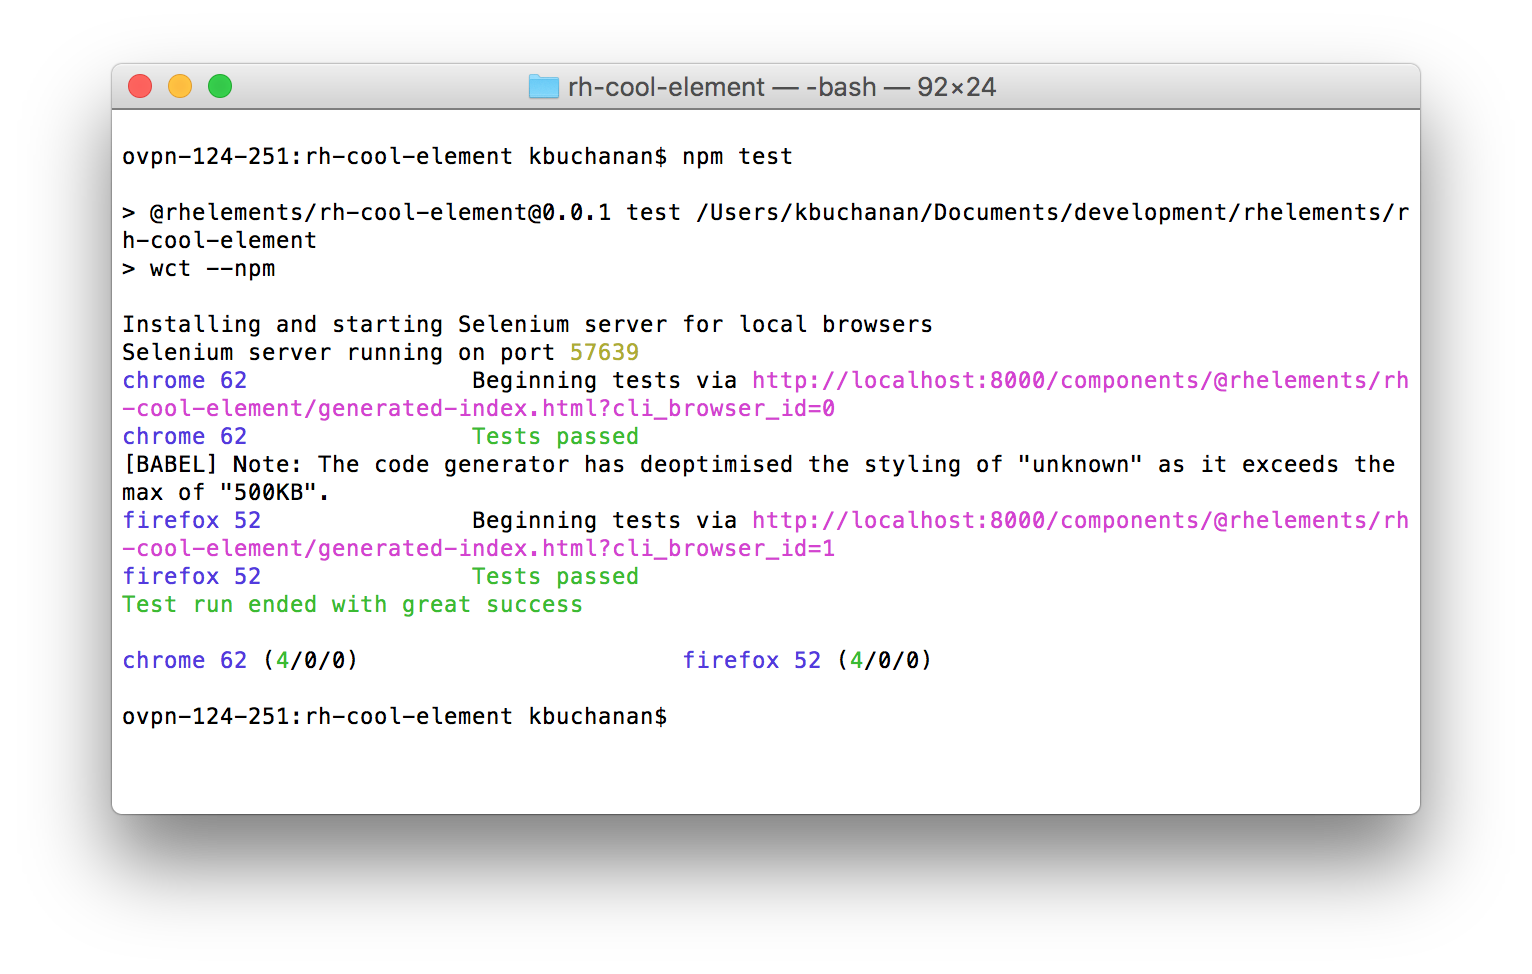 rh-cool-element — -bash — 92×24
ovpn-124-251:rh-cool-element kbuchanan$ npm test
> @rhelements/rh-cool-element@0.0.1 test /Users/kbuchanan/Documents/development/rhelements/r
h-cool-element
> wct --npm
Installing and starting Selenium server for local browsers
Selenium server running on port 57639
chrome 62                Beginning tests via http://localhost:8000/components/@rhelements/rh
-cool-element/generated-index.html?cli_browser_id=0
chrome 62                Tests passed
[BABEL] Note: The code generator has deoptimised the styling of "unknown" as it exceeds the
max of "500KB".
firefox 52               Beginning tests via http://localhost:8000/components/@rhelements/rh
-cool-element/generated-index.html?cli_browser_id=1
firefox 52               Tests passed
Test run ended with great success
chrome 62 (4/0/0)                       firefox 52 (4/0/0)
ovpn-124-251:rh-cool-element kbuchanan$